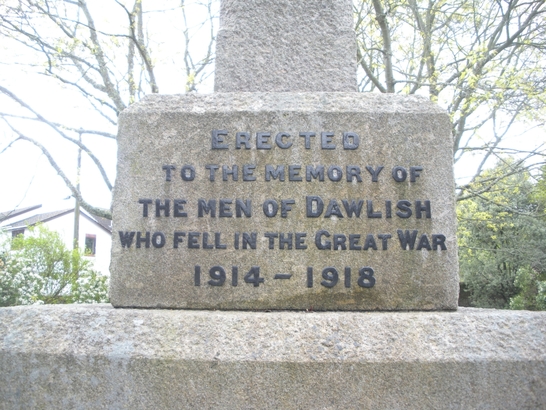 ERECTED
TO THE MEMORY OF
THE MEN OF DAWLISH
WHO FELL IN THE GREAT WAR
1914 – 1918